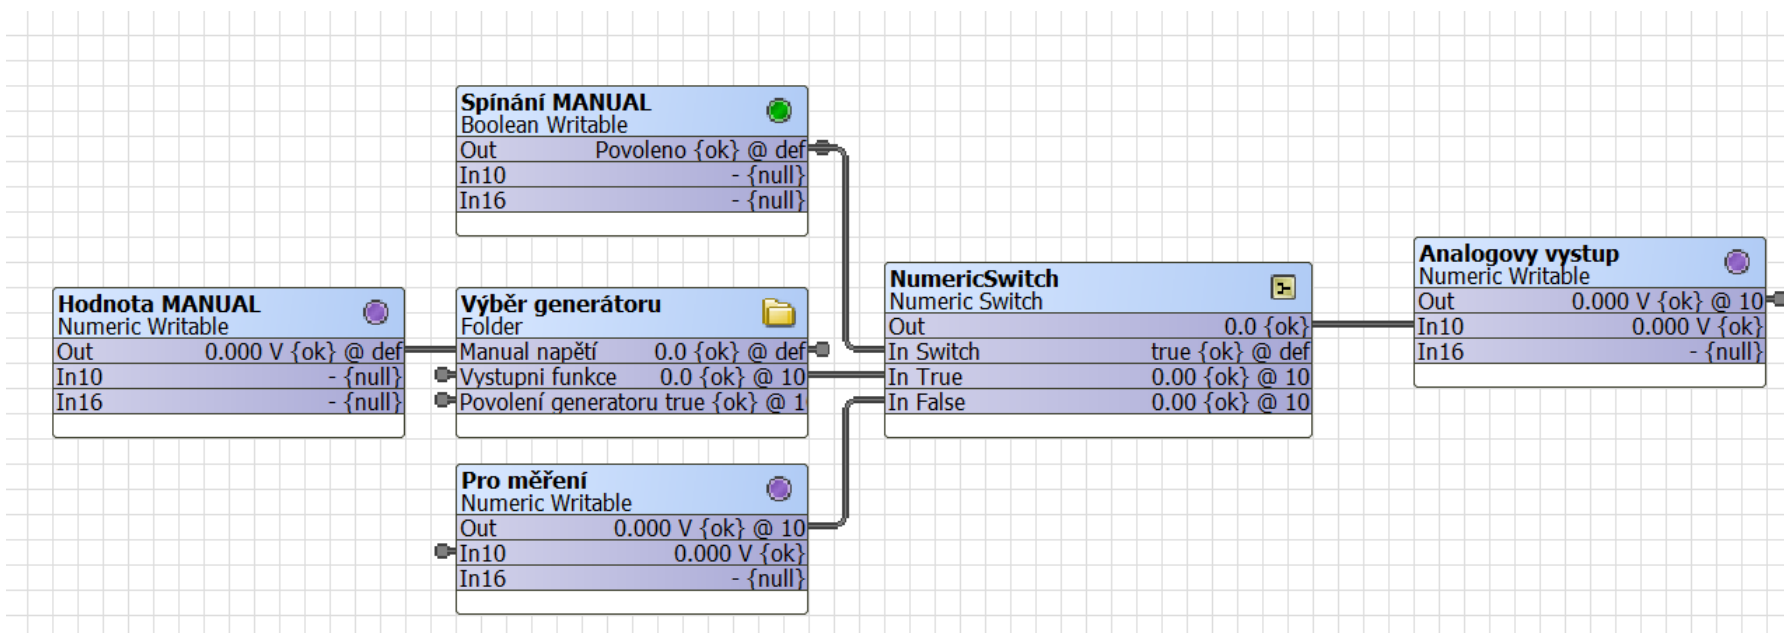 Spínání MANUAL
Boolean Writable
Out Povoleno {ok} @ def
In10 - {null}
In16 - {null}
Hodnota MANUAL
Numeric Writable
Out 0.000 V {ok} @ def
In10 - {null}
In16 - {null}
Výběr generátoru
Folder
Manual napětí 0.0 {ok} @ def
Vystupni funkce 0.0 {ok} @ 10
Povolení generatoru true {ok} @ 1
Pro měření
Numeric Writable
Out 0.000 V {ok} @ 10
In10 0.000 V {ok}
In16 - {null}
NumericSwitch
Numeric Switch
Out 0.0 {ok}
In Switch true {ok} @ def
In True 0.00 {ok} @ 10
In False 0.00 {ok} @ 10
Analogovy vystup
Numeric Writable
Out 0.000 V {ok} @ 10
In10 0.000 V {ok}
In16 - {null}